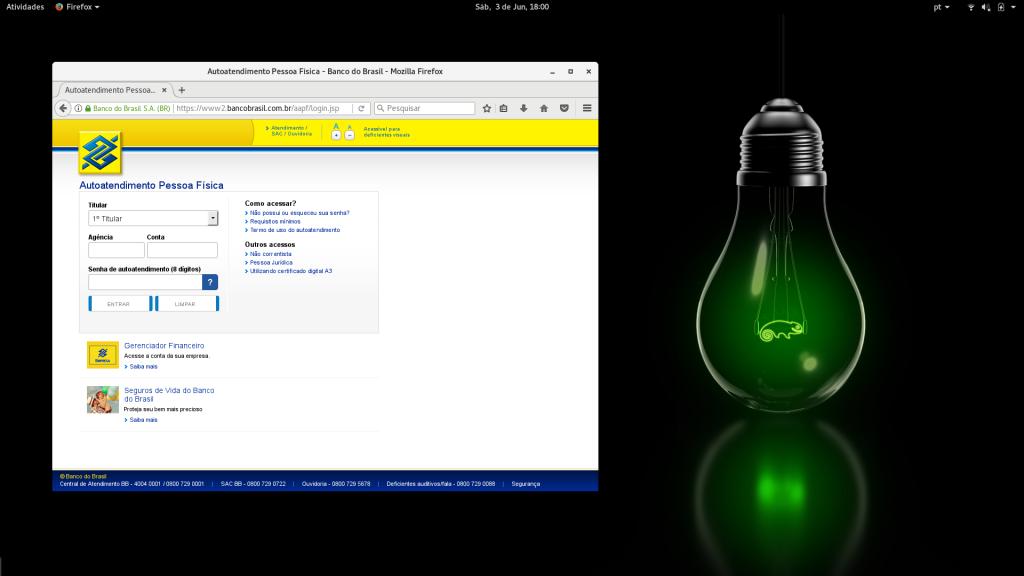 Atividades
Firefox
Sáb, 3 de Jun, 18:00
pt
Autoatendimento Pessoa Física - Banco do Brasil - Mozilla Firefox
Autoatendimento Pessoa...
Banco do Brasil S.A. (BR)
https://www2.bancobrasil.com.br/aapf/login.jsp
Pesquisar
Atendimento /
SAC / Ouvidoria
A
+
A
-
Acessível para
deficientes visuais
Autoatendimento Pessoa Física
Titular
1º Titular
Agência
Conta
Senha de autoatendimento (8 dígitos)
?
ENTRAR
LIMPAR
Como acessar?
Não possui ou esqueceu sua senha?
Requisitos mínimos
Termo de uso do autoatendimento
Outros acessos
Não correntista
Pessoa Jurídica
Utilizando certificado digital A3
Gerenciador Financeiro
Acesse a conta da sua empresa.
Saiba mais
Seguros de Vida do Banco
do Brasil
Proteja seu bem mais precioso
Saiba mais
© Banco do Brasil
Central de Atendimento BB - 4004 0001 / 0800 729 0001 | SAC BB - 0800 729 0722 | Ouvidoria - 0800 729 5678 | Deficientes auditivos/fala - 0800 729 0088 | Segurança